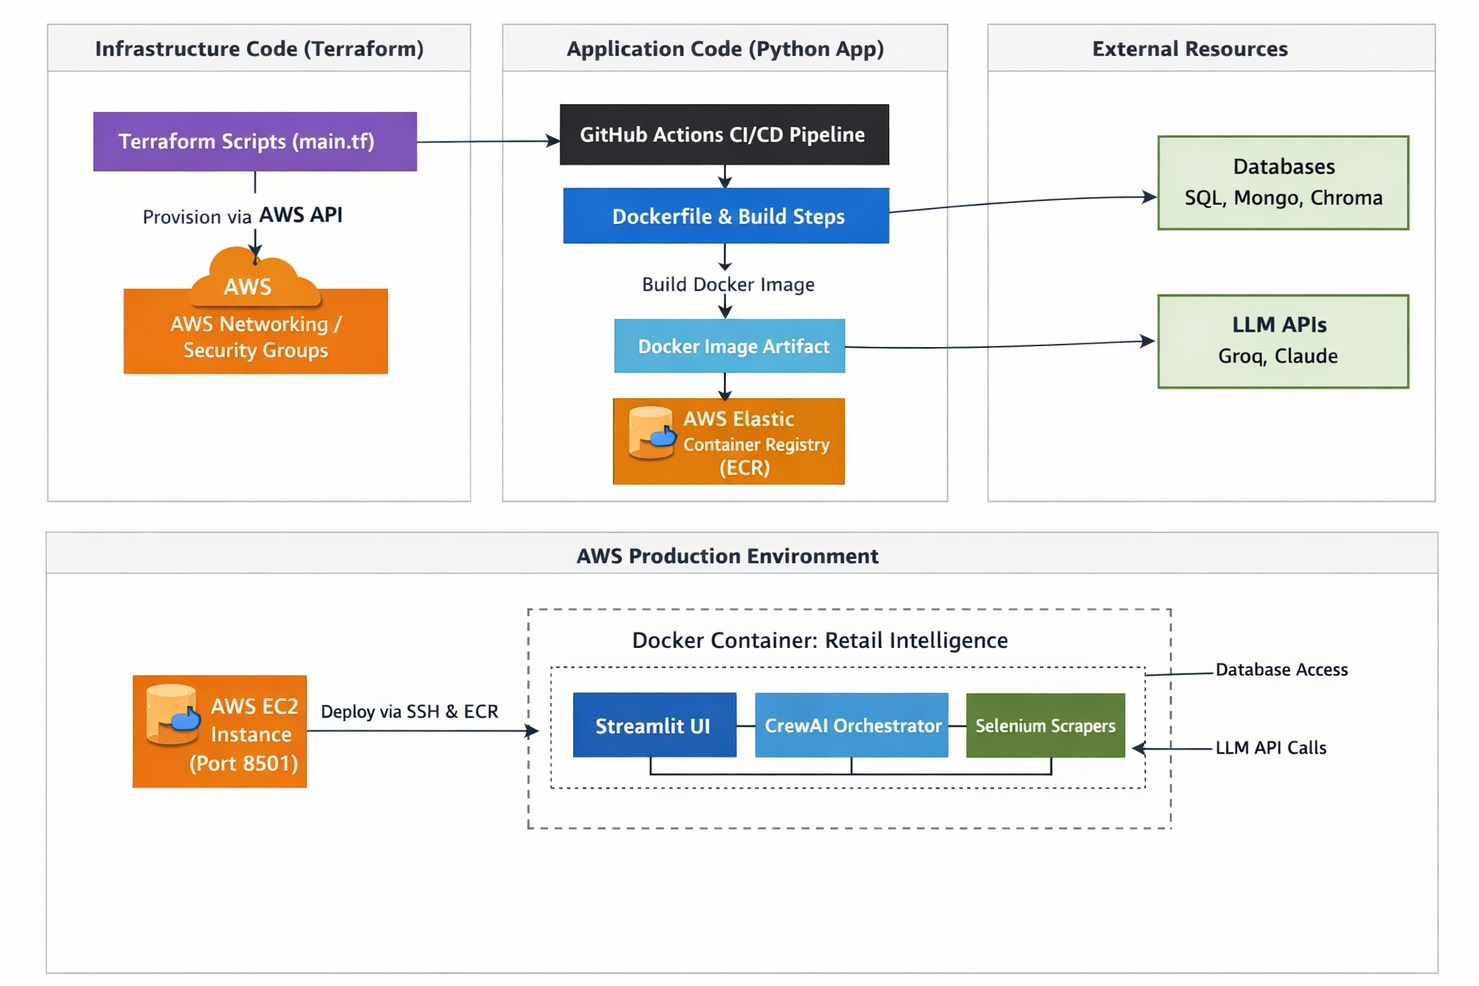 Infrastructure Code (Terraform)
Terraform Scripts (main.tf)
Provision via AWS API
AWS
AWS Networking /
Security Groups
Application Code (Python App)
GitHub Actions CI/CD Pipeline
Dockerfile & Build Steps
Build Docker Image
Docker Image Artifact
AWS Elastic
Container Registry
(ECR)
External Resources
Databases
SQL, Mongo, Chroma
LLM APIs
Groq, Claude
AWS Production Environment
AWS EC2
Instance
(Port 8501)
Deploy via SSH & ECR
Docker Container: Retail Intelligence
Streamlit UI
CrewAI Orchestrator
Selenium Scrapers
Database Access
LLM API Calls